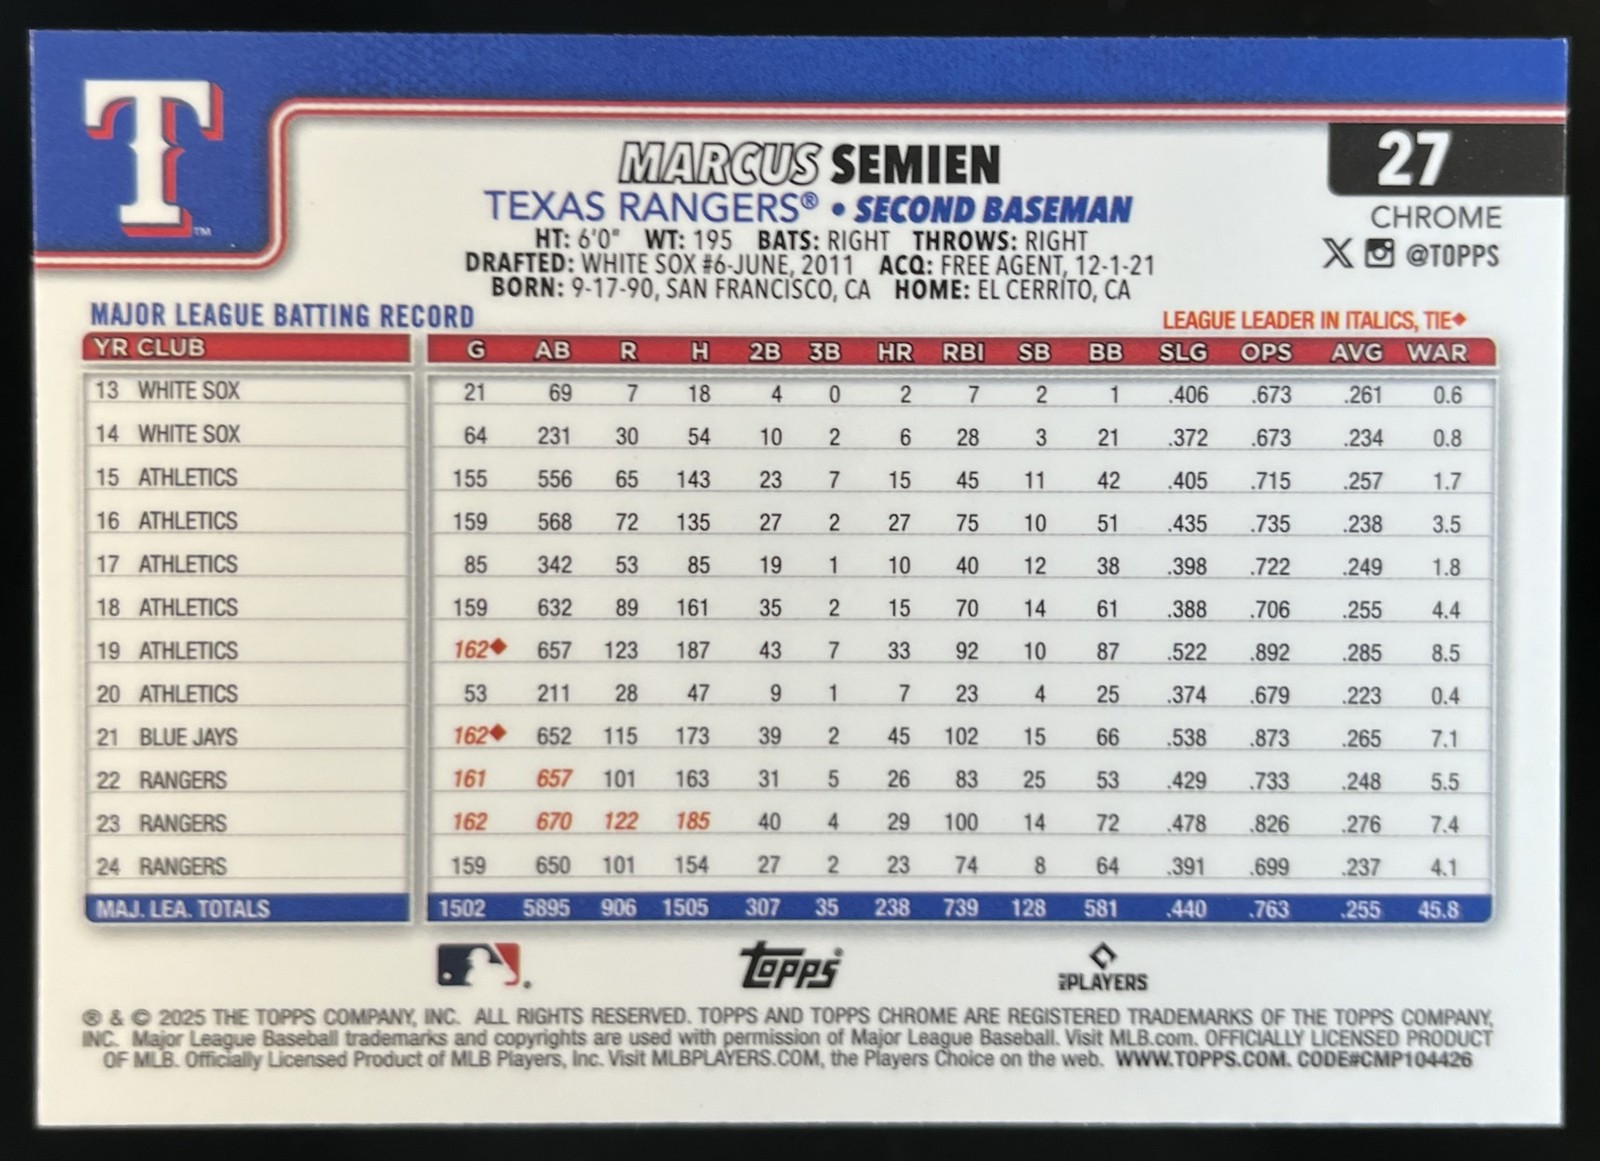 T™
27
MARCUS SEMIEN
CHROME
TEXAS RANGERS® • SECOND BASEMAN
HT: 6'0" WT: 195 BATS: RIGHT THROWS: RIGHT
X @TOPPS
DRAFTED: WHITE SOX #6-JUNE, 2011 ACQ: FREE AGENT, 12-1-21
BORN: 9-17-90, SAN FRANCISCO, CA HOME: EL CERRITO, CA
MAJOR LEAGUE BATTING RECORD LEAGUE LEADER IN ITALICS, TIE◆
YR CLUB G AB R H 2B 3B HR RBI SB BB SLG OPS AVG WAR
13 WHITE SOX 21 69 7 18 4 0 2 7 2 1 .406 .673 .261 0.6
14 WHITE SOX 64 231 30 54 10 2 6 28 3 21 .372 .673 .234 0.8
15 ATHLETICS 155 556 65 143 23 7 15 45 11 42 .405 .715 .257 1.7
16 ATHLETICS 159 568 72 135 27 2 27 75 10 51 .435 .735 .238 3.5
17 ATHLETICS 85 342 53 85 19 1 10 40 12 38 .398 .722 .249 1.8
18 ATHLETICS 159 632 89 161 35 2 15 70 14 61 .388 .706 .255 4.4
19 ATHLETICS 162◆ 657 123 187 43 7 33 92 10 87 .522 .892 .285 8.5
20 ATHLETICS 53 211 28 47 9 1 7 23 4 25 .374 .679 .223 0.4
21 BLUE JAYS 162◆ 652 115 173 39 2 45 102 15 66 .538 .873 .265 7.1
22 RANGERS 161 657 101 163 31 5 26 83 25 53 .429 .733 .248 5.5
23 RANGERS 162 670 122 185 40 4 29 100 14 72 .478 .826 .276 7.4
24 RANGERS 159 650 101 154 27 2 23 74 8 64 .391 .699 .237 4.1
MAJ. LEA. TOTALS 1502 5895 906 1505 307 35 238 739 128 581 .440 .763 .255 45.8
topps MLB PLAYERS
® & © 2025 THE TOPPS COMPANY, INC. ALL RIGHTS RESERVED. TOPPS AND TOPPS CHROME ARE REGISTERED TRADEMARKS OF THE TOPPS COMPANY,
INC. Major League Baseball trademarks and copyrights are used with permission of Major League Baseball. Visit MLB.com. OFFICIALLY LICENSED PRODUCT
OF MLB. Officially Licensed Product of MLB Players, Inc. Visit MLBPLAYERS.COM, the Players Choice on the web. WWW.TOPPS.COM. CODE#CMP104426